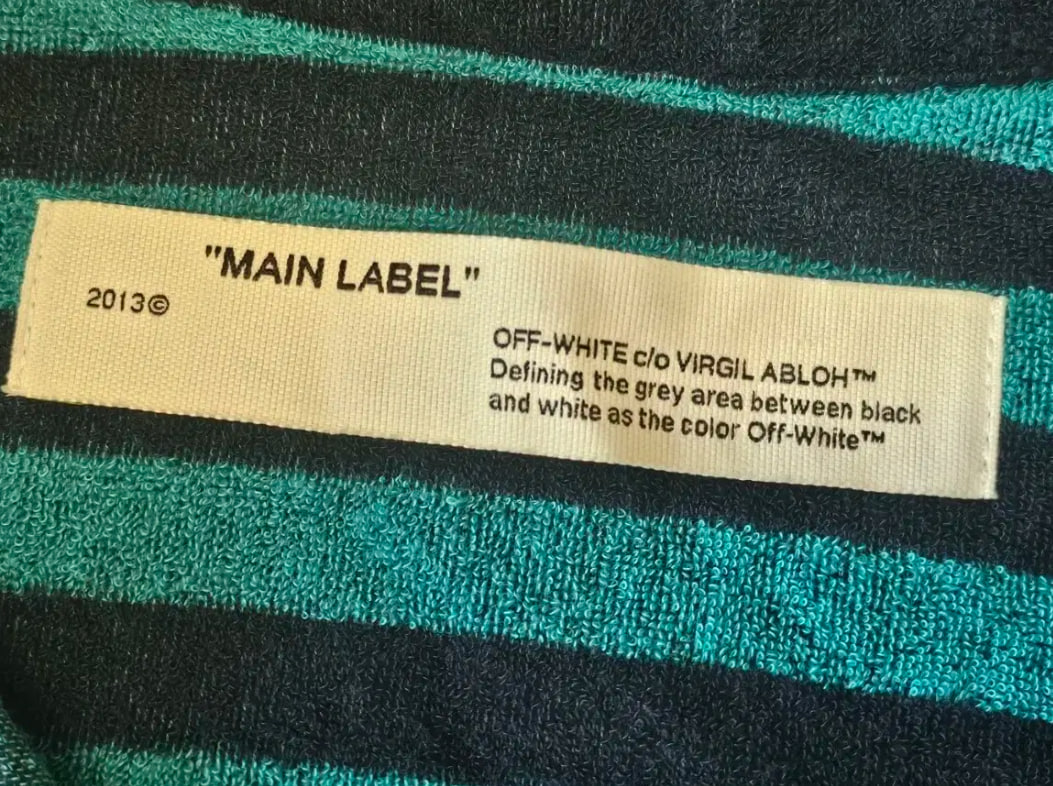 "MAIN LABEL"
2013©
OFF-WHITE c/o VIRGIL ABLOH™
Defining the grey area between black
and white as the color Off-White™